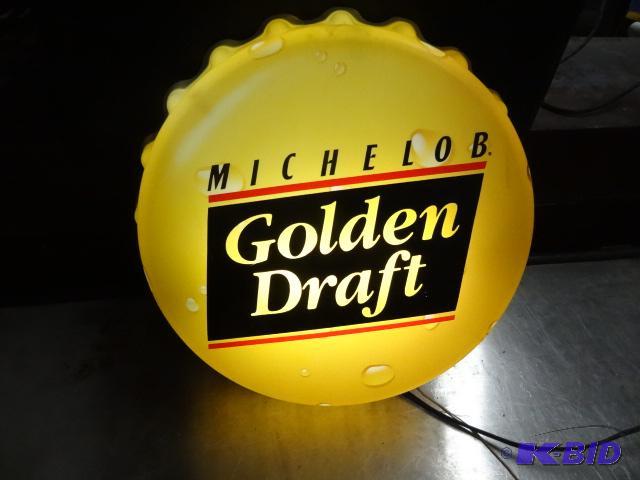 MICHELOB.
Golden
Draft
© K-BID